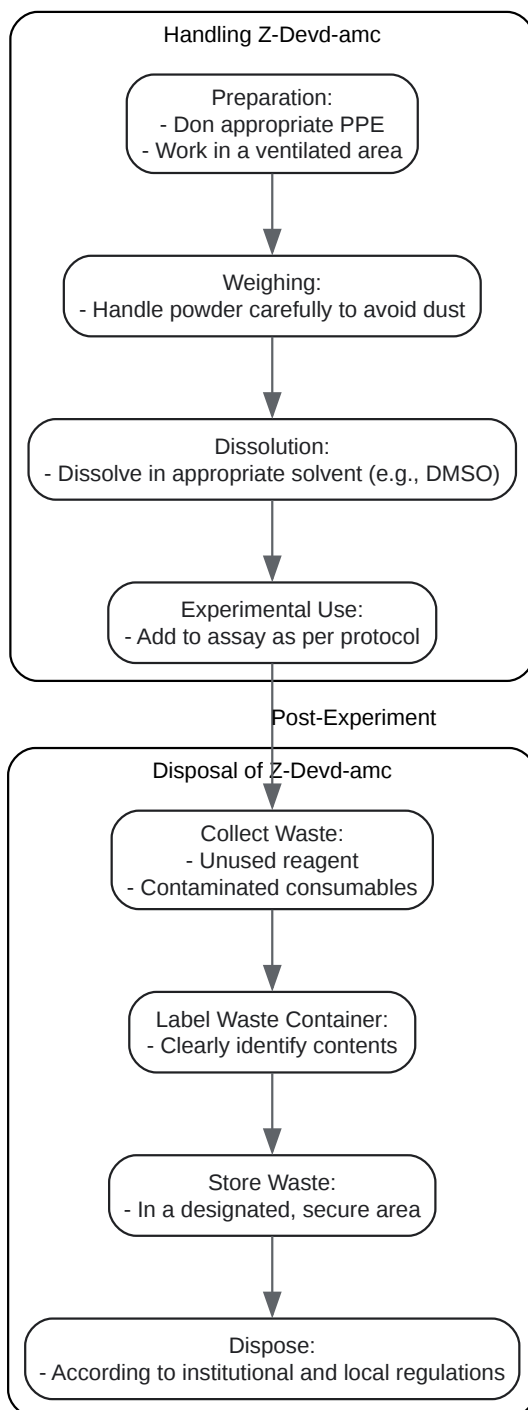 Handling Z-Devd-amc
Preparation:
- Don appropriate PPE
- Work in a ventilated area
Weighing:
- Handle powder carefully to avoid dust
Dissolution:
- Dissolve in appropriate solvent (e.g., DMSO)
Experimental Use:
- Add to assay as per protocol
Post-Experiment
Disposal of Z-Devd-amc
Collect Waste:
- Unused reagent
- Contaminated consumables
Label Waste Container:
- Clearly identify contents
Store Waste:
- In a designated, secure area
Dispose:
- According to institutional and local regulations